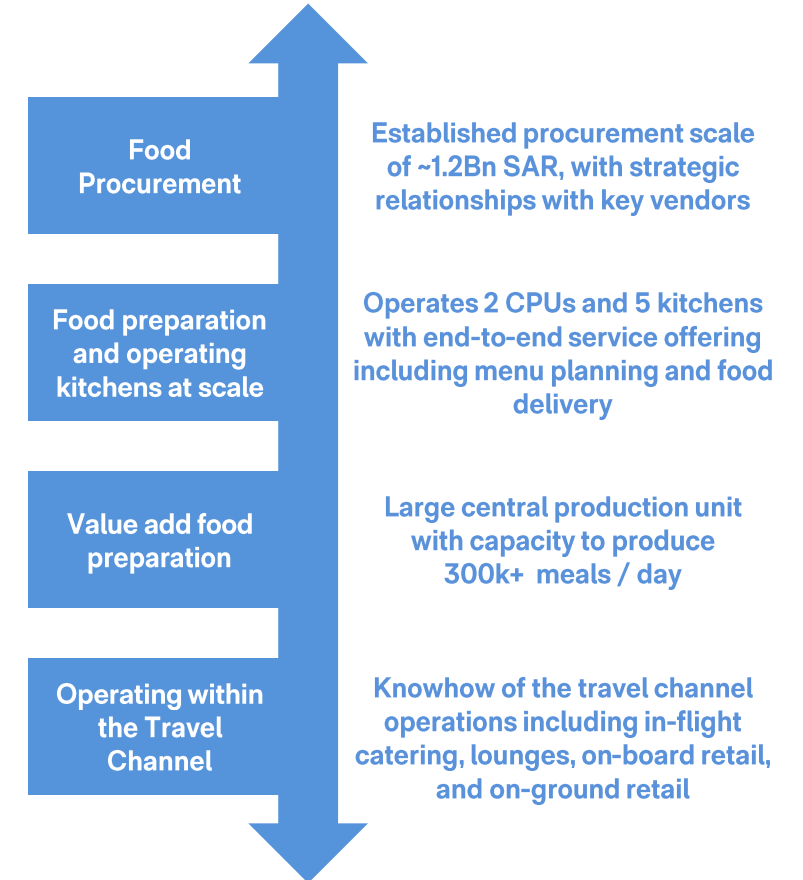 Food
Procurement
Established procurement scale
of ~1.2Bn SAR, with strategic
relationships with key vendors
Food preparation
and operating
kitchens at scale
Operates 2 CPUs and 5 kitchens
with end-to-end service offering
including menu planning and food
delivery
Value add food
preparation
Large central production unit
with capacity to produce
300k+ meals / day
Operating within
the Travel
Channel
Knowhow of the travel channel
operations including in-flight
catering, lounges, on-board retail,
and on-ground retail